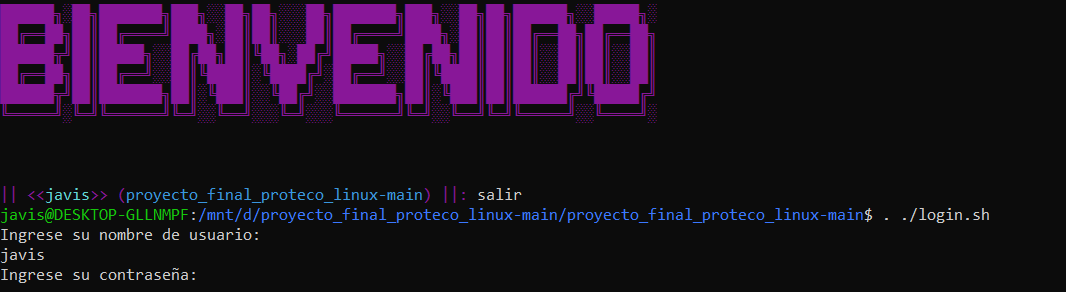 BIENVENIDO
|| <<javis>> (proyecto_final_proteco_linux-main) ||: salir
javis@DESKTOP-GLLNMPF:/mnt/d/proyecto_final_proteco_linux-main/proyecto_final_proteco_linux-main$ . ./login.sh
Ingrese su nombre de usuario:
javis
Ingrese su contraseña: